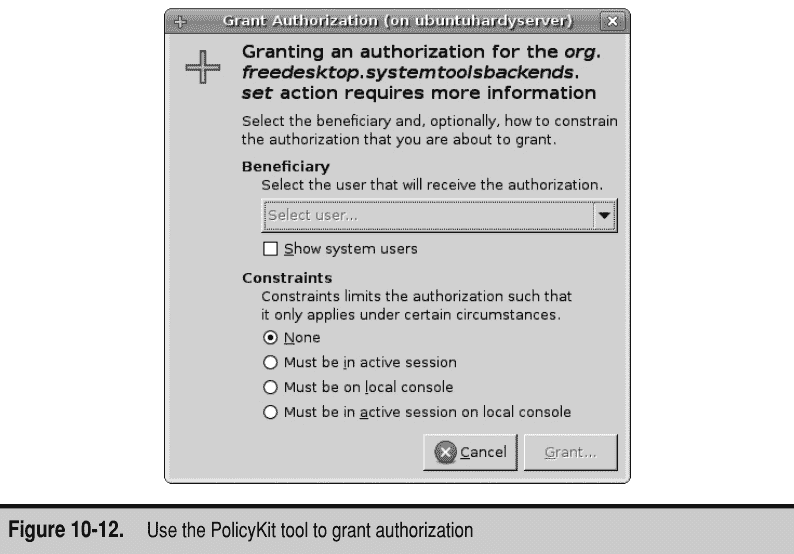 Grant Authorization (on ubuntuhardyserver)
Granting an authorization for the org.
freedesktop.systemtoolsbackends.
set action requires more information
Select the beneficiary and, optionally, how to constrain
the authorization that you are about to grant.
Beneficiary
Select the user that will receive the authorization.
Select user...
Show system users
Constraints
Constraints limits the authorization such that
it only applies under certain circumstances.
None
Must be in active session
Must be on local console
Must be in active session on local console
Cancel
Grant...
Figure 10-12. Use the PolicyKit tool to grant authorization